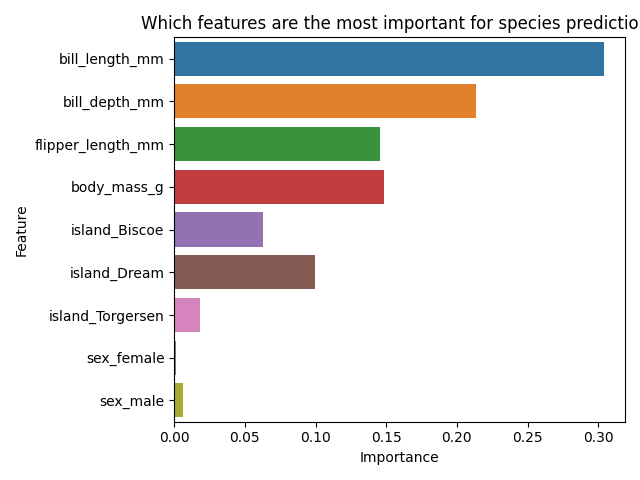 Which features are the most important for species predictio
bill_length_mm
bill_depth_mm
flipper_length_mm
body_mass_g
island_Biscoe
island_Dream
island_Torgersen
sex_female
sex_male
Feature
0.00 0.05 0.10 0.15 0.20 0.25 0.30
Importance